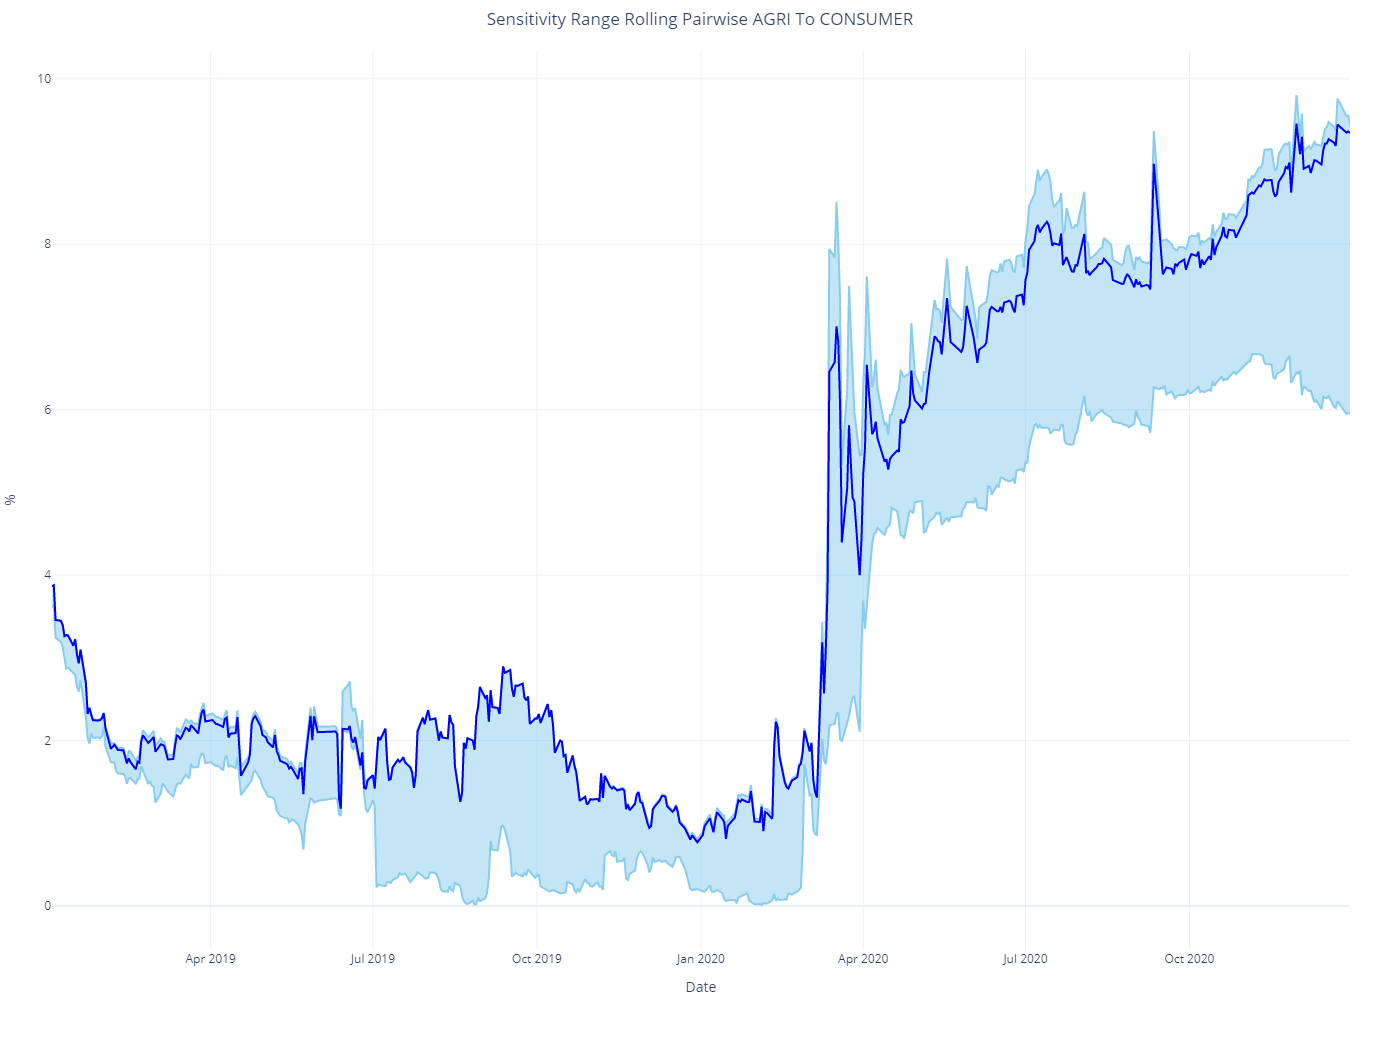 Sensitivity Range Rolling Pairwise AGRI To CONSUMER
10
8
6
%
4
2
0
Apr 2019
Jul 2019
Oct 2019
Jan 2020
Apr 2020
Jul 2020
Oct 2020
Date